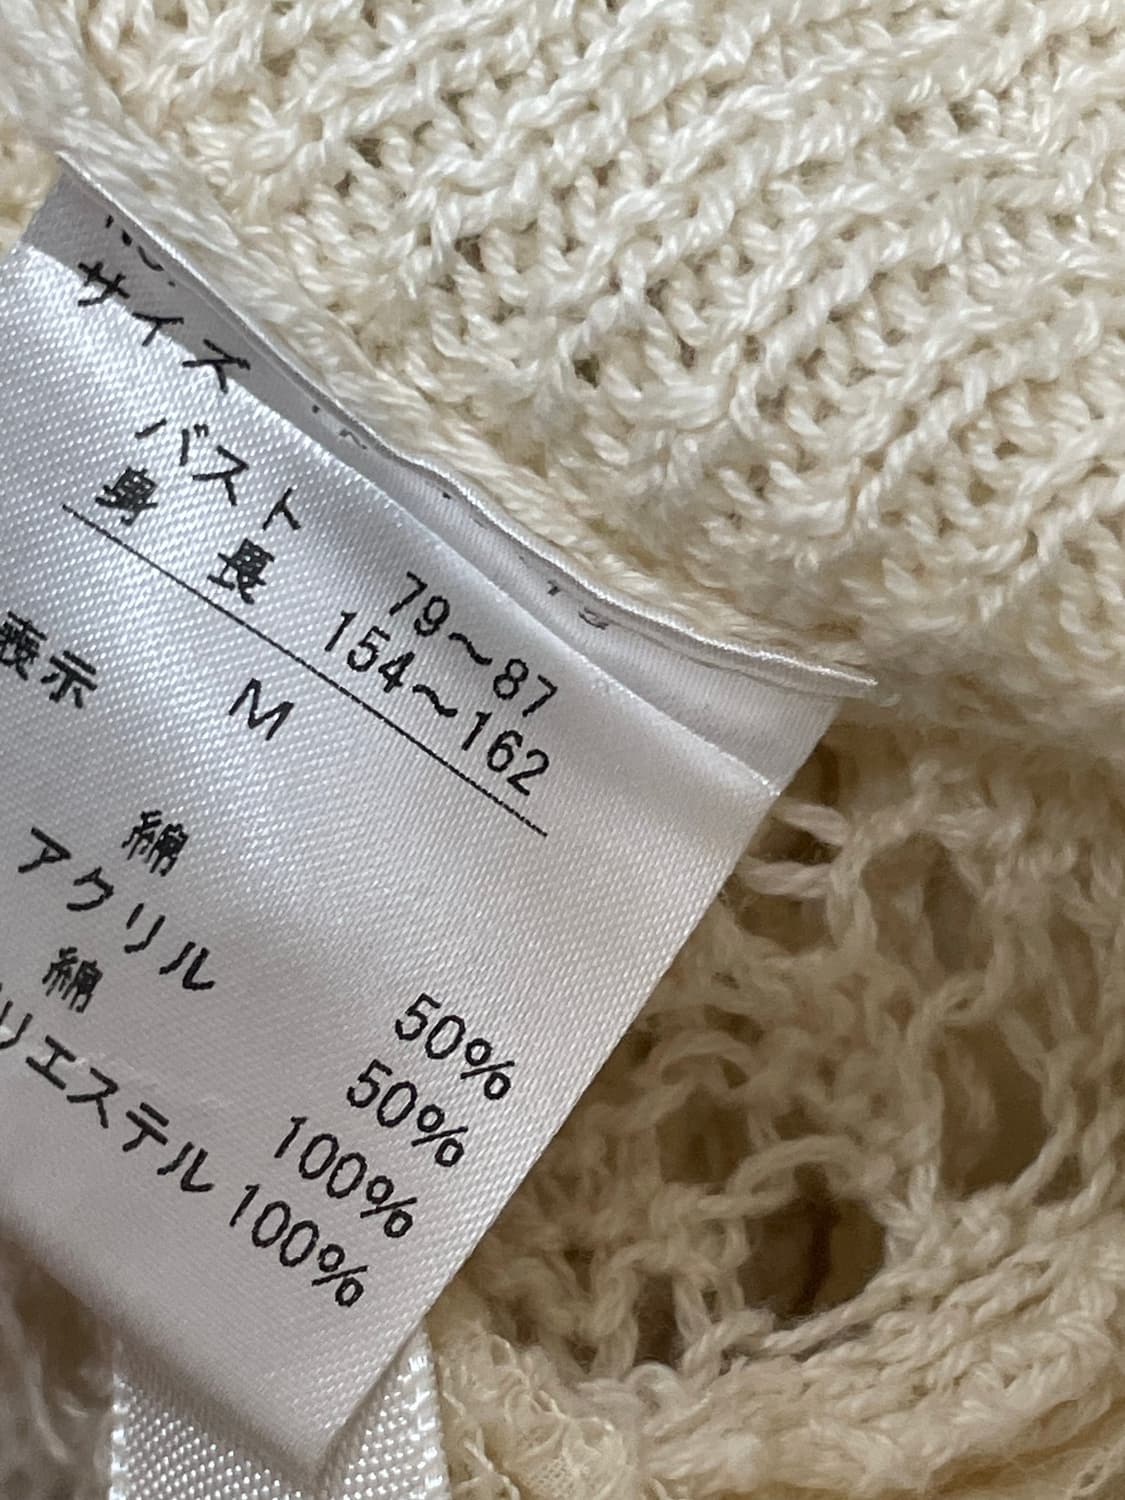 サイズ
バスト 79〜87
身長 154〜162
表示 M
綿 50%
アクリル 50%
綿 100%
リエステル 100%